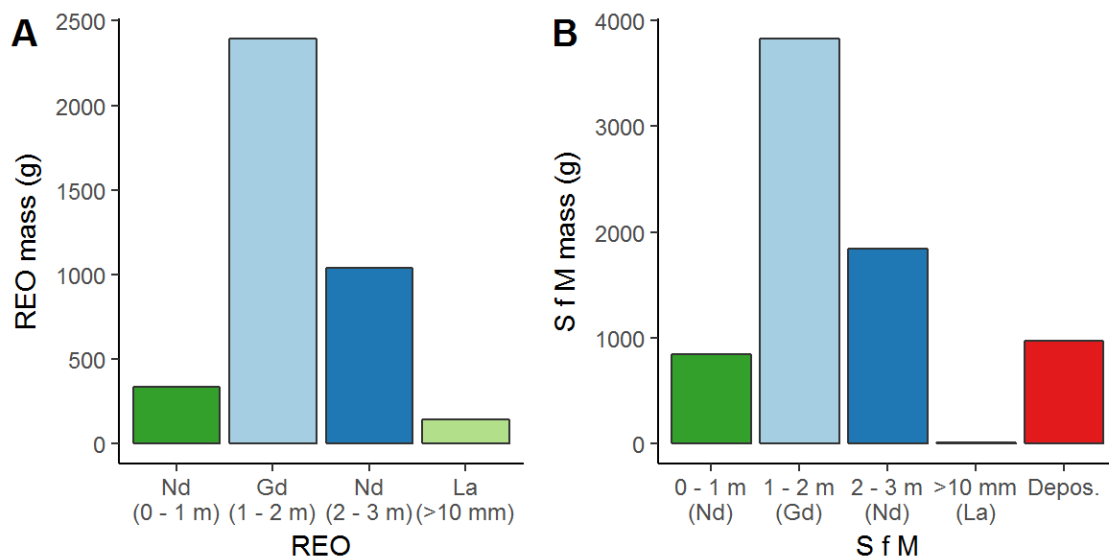 A
REO mass (g)
2500
2000
1500
1000
500
0
Nd Gd Nd La
(0 - 1 m) (1 - 2 m) (2 - 3 m) (>10 mm)
REO
B
S f M mass (g)
4000
3000
2000
1000
0
0 - 1 m 1 - 2 m 2 - 3 m >10 mm Depos.
(Nd) (Gd) (Nd) (La)
S f M